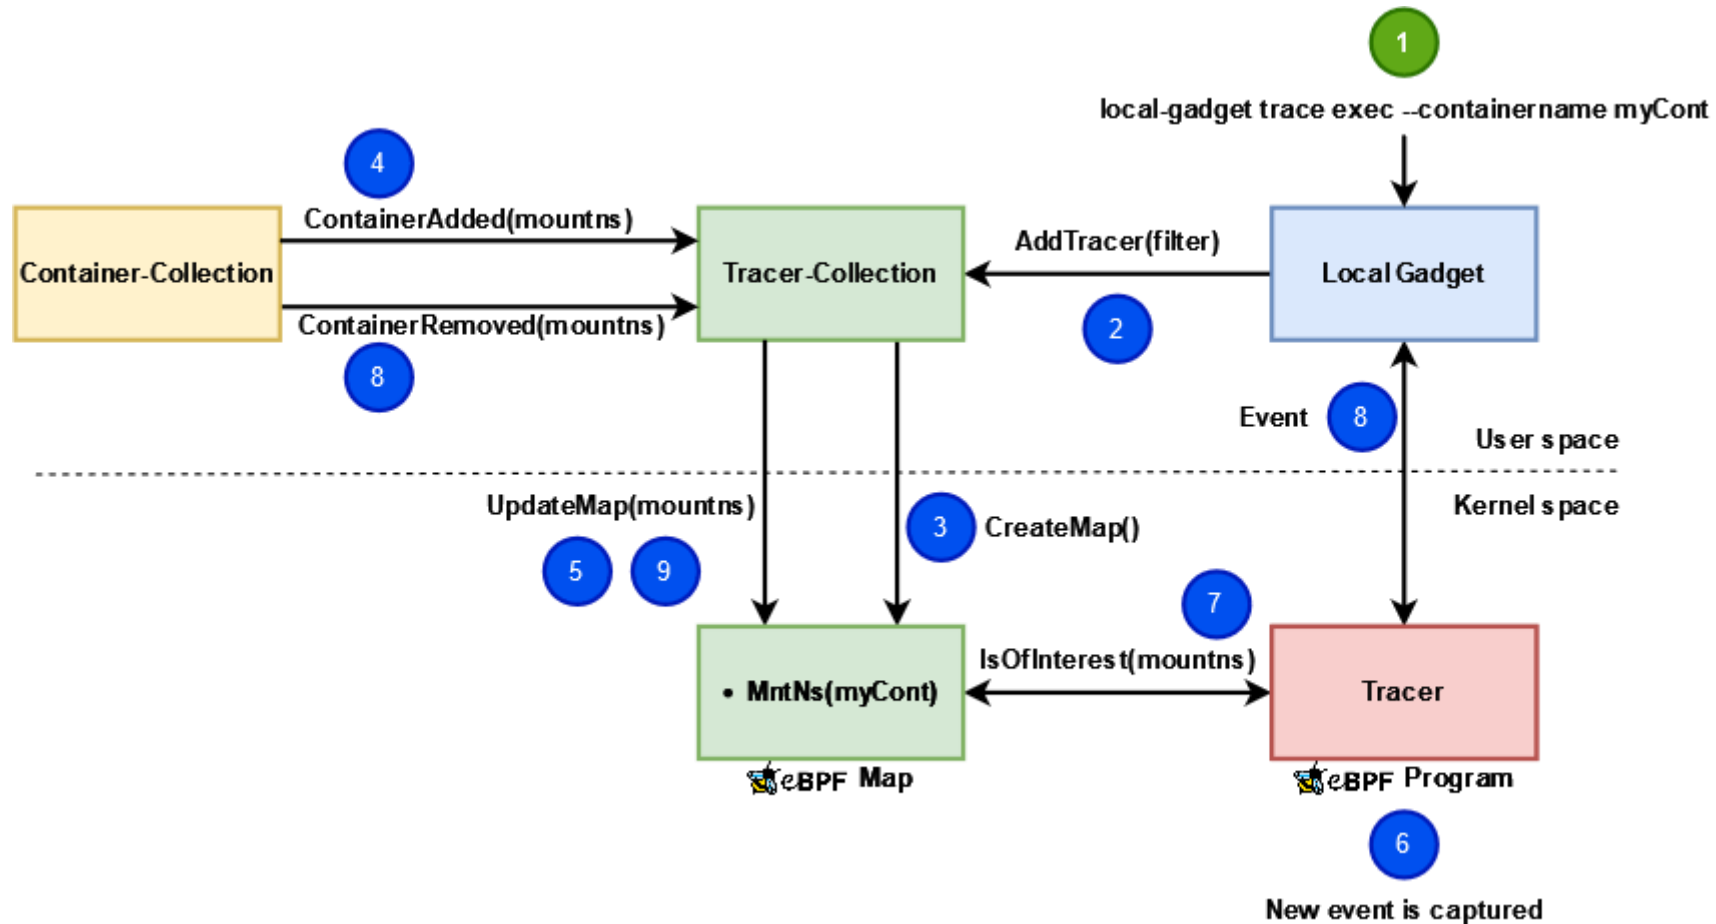 1
local-gadget trace exec --containername myCont
4
ContainerAdded(mountns)
Container-Collection
ContainerRemoved(mountns)
8
Tracer-Collection
AddTracer(filter)
2
Local Gadget
Event
8
User space
Kernel space
UpdateMap(mountns)
5
9
3
CreateMap()
7
IsOfInterest(mountns)
• MntNs(myCont)
eBPF Map
Tracer
eBPF Program
6
New event is captured